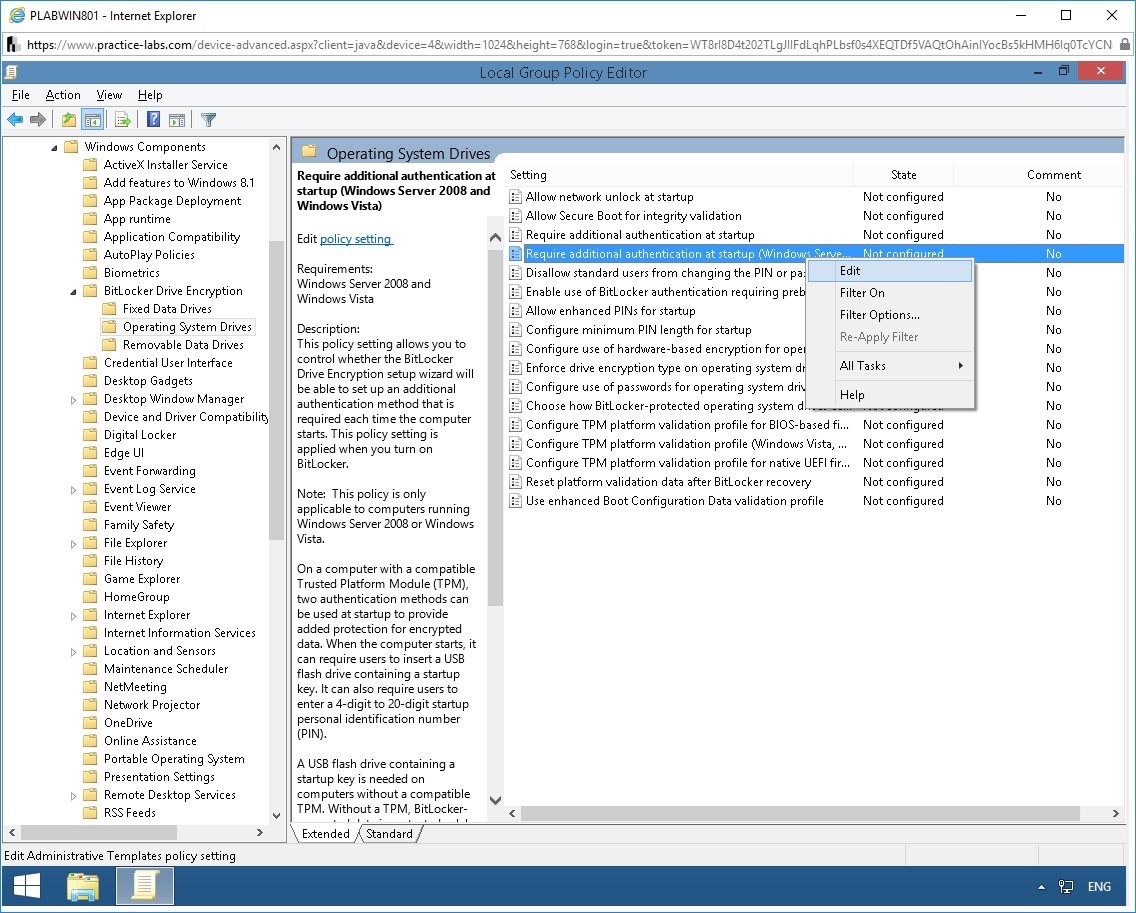 PLABWIN801 - Internet Explorer
https://www.practice-labs.com/device-advanced.aspx?client=java&device=4&width=1024&height=768&login=true&token=
Local Group Policy Editor
File Action View Help
Windows Components
ActiveX Installer Service
Add features to Windows 8.1
App Package Deployment
App runtime
Application Compatibility
AutoPlay Policies
Biometrics
BitLocker Drive Encryption
Fixed Data Drives
Operating System Drives
Removable Data Drives
Credential User Interface
Desktop Gadgets
Desktop Window Manager
Device and Driver Compatibility
Digital Locker
Edge UI
Event Forwarding
Event Log Service
Event Viewer
Family Safety
File Explorer
File History
Game Explorer
HomeGroup
Internet Explorer
Internet Information Services
Location and Sensors
Maintenance Scheduler
NetMeeting
Network Projector
OneDrive
Online Assistance
Portable Operating System
Presentation Settings
Remote Desktop Services
RSS Feeds
Operating System Drives
Require additional authentication at
startup (Windows Server 2008 and
Windows Vista)
Edit policy setting
Requirements:
Windows Server 2008 and
Windows Vista
Description:
This policy setting allows you to
control whether the BitLocker
Drive Encryption setup wizard will
be able to set up an additional
authentication method that is
required each time the computer
starts. This policy setting is
applied when you turn on
BitLocker.
Note: This policy is only
applicable to computers running
Windows Server 2008 or Windows
Vista.
On a computer with a compatible
Trusted Platform Module (TPM),
two authentication methods can
be used at startup to provide
added protection for encrypted
data. When the computer starts, it
can require users to insert a USB
flash drive containing a startup
key. It can also require users to
enter a 4-digit to 20-digit startup
personal identification number
(PIN).
A USB flash drive containing a
startup key is needed on
computers without a compatible
TPM. Without a TPM, BitLocker-
Setting State Comment
Allow network unlock at startup Not configured No
Allow Secure Boot for integrity validation Not configured No
Require additional authentication at startup Not configured No
Require additional authentication at startup (Windows Serve... Not configured No
Disallow standard users from changing the PIN or pas No
Enable use of BitLocker authentication requiring preb No
Allow enhanced PINs for startup No
Configure minimum PIN length for startup No
Configure use of hardware-based encryption for oper No
Enforce drive encryption type on operating system dr No
Configure use of passwords for operating system driv No
Choose how BitLocker-protected operating system drive Not configured No
Configure TPM platform validation profile for BIOS-based fi... Not configured No
Configure TPM platform validation profile (Windows Vista, ... Not configured No
Configure TPM platform validation profile for native UEFI fir... Not configured No
Reset platform validation data after BitLocker recovery Not configured No
Use enhanced Boot Configuration Data validation profile Not configured No
Edit
Filter On
Filter Options...
Re-Apply Filter
All Tasks
Help
Extended Standard
Edit Administrative Templates policy setting
ENG